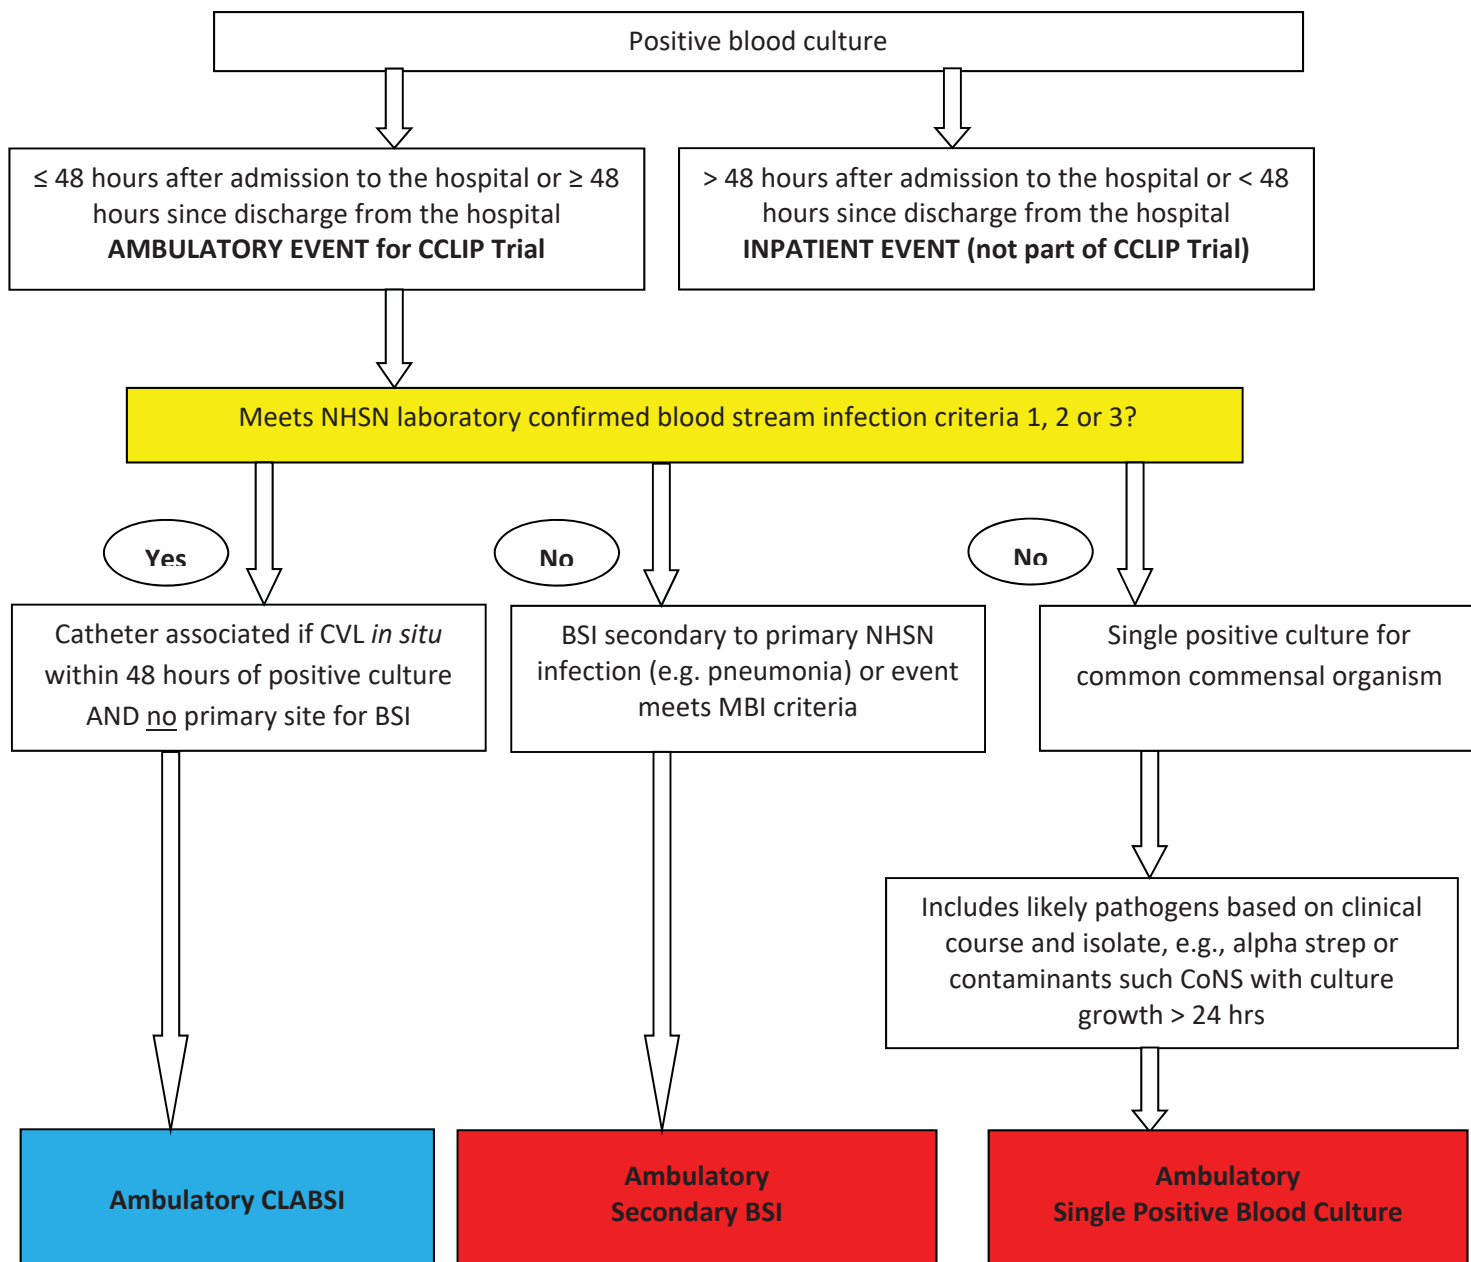 Positive blood culture
≤ 48 hours after admission to the hospital or ≥ 48
hours since discharge from the hospital
AMBULATORY EVENT for CCLIP Trial
> 48 hours after admission to the hospital or < 48
hours since discharge from the hospital
INPATIENT EVENT (not part of CCLIP Trial)
Meets NHSN laboratory confirmed blood stream infection criteria 1, 2 or 3?
Yes
No
No
Catheter associated if CVL in situ
within 48 hours of positive culture
AND no primary site for BSI
BSI secondary to primary NHSN
infection (e.g. pneumonia) or event
meets MBI criteria
Single positive culture for
common commensal organism
Includes likely pathogens based on clinical
course and isolate, e.g., alpha strep or
contaminants such CoNS with culture
growth > 24 hrs
Ambulatory CLABSI
Ambulatory
Secondary BSI
Ambulatory
Single Positive Blood Culture